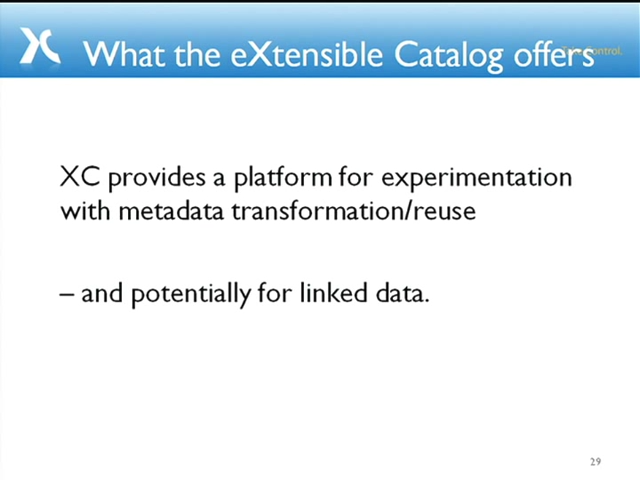 What the eXtensible Catalog offers
XC provides a platform for experimentation
with metadata transformation/reuse
– and potentially for linked data.
29